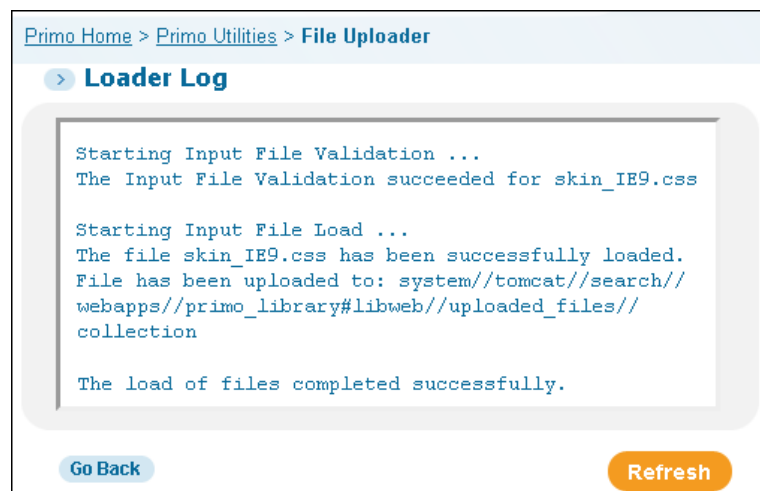 Primo Home > Primo Utilities > File Uploader
> Loader Log
Starting Input File Validation ...
The Input File Validation succeeded for skin_IE9.css
Starting Input File Load ...
The file skin_IE9.css has been successfully loaded.
File has been uploaded to: system//tomcat//search//
webapps//primo_library#libweb//uploaded_files//
collection
The load of files completed successfully.
Go Back
Refresh